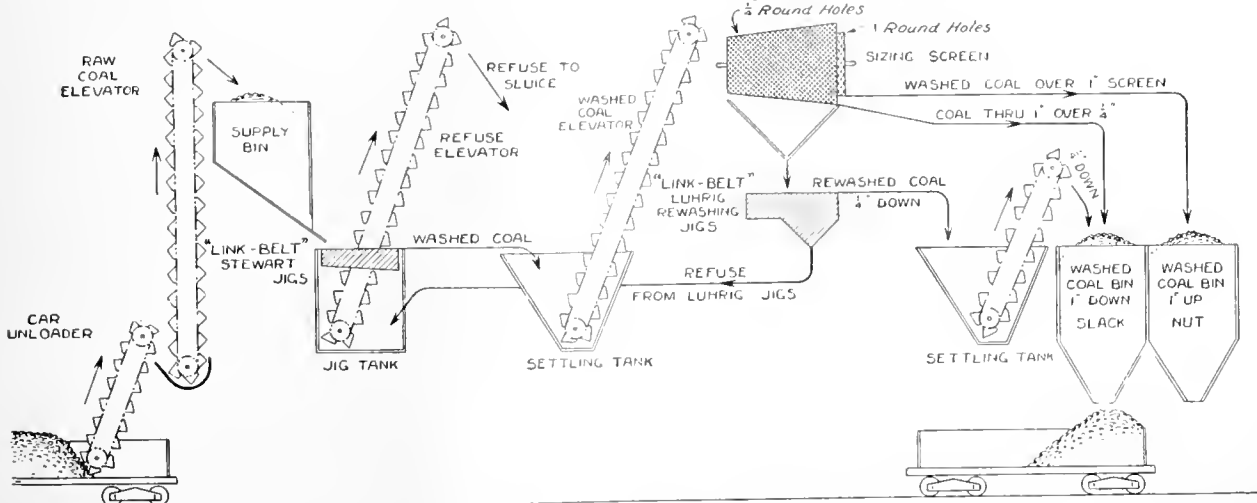 RAW
COAL
ELEVATOR
SUPPLY
BIN
REFUSE TO
SLUICE
REFUSE
ELEVATOR
WASHED
COAL
ELEVATOR
¼" Round Holes
1" Round Holes
SIZING SCREEN
WASHED COAL OVER 1" SCREEN
COAL THRU 1" OVER ¼"
"LINK-BELT"
LUHRIG
REWASHING
JIGS
REWASHED COAL
¼" DOWN
DOWN
"LINK-BELT"
STEWART
JIGS
WASHED COAL
REFUSE
FROM LUHRIG JIGS
CAR
UNLOADER
JIG TANK
SETTLING TANK
SETTLING TANK
WASHED
COAL BIN
1" DOWN
SLACK
WASHED
COAL BIN
1" UP
NUT